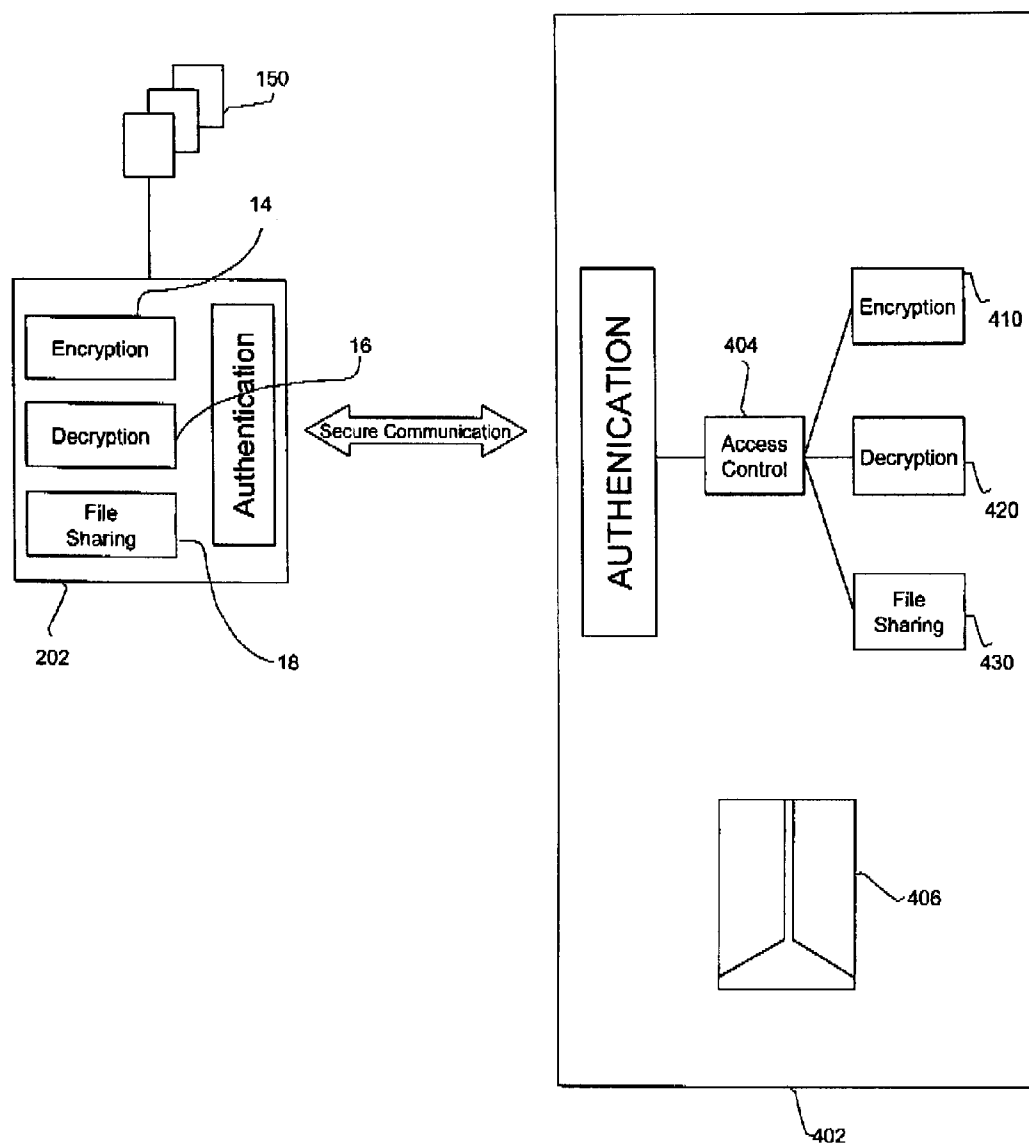 150
14
Encryption
16
Decryption
File
Sharing
Authentication
202
18
Secure Communication
AUTHENICATION
404
Access
Control
Encryption
410
Decryption
420
File
Sharing
430
406
402